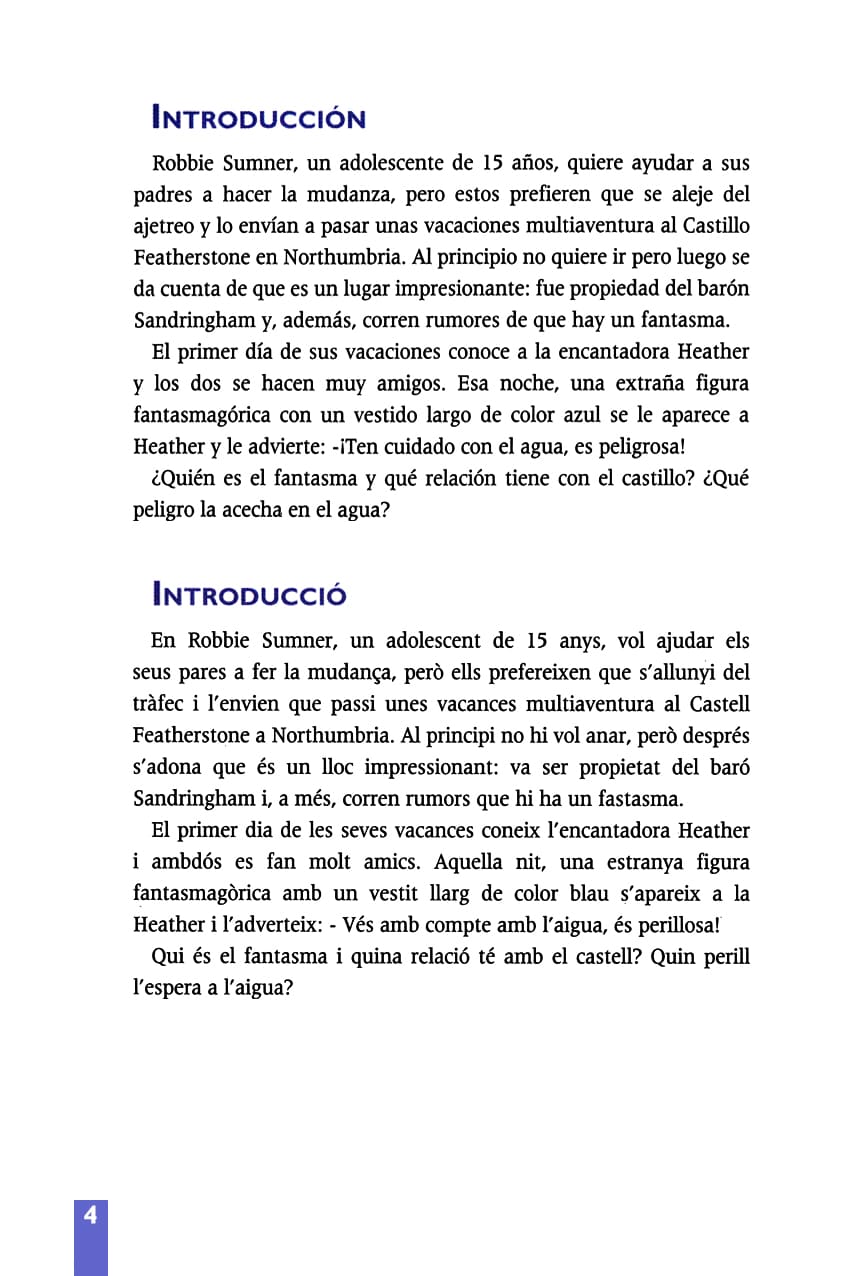 INTRODUCCIÓN
Robbie Sumner, un adolescente de 15 años, quiere ayudar a sus
padres a hacer la mudanza, pero estos prefieren que se aleje del
ajetreo y lo envían a pasar unas vacaciones multiaventura al Castillo
Featherstone en Northumbria. Al principio no quiere ir pero luego se
da cuenta de que es un lugar impresionante: fue propiedad del barón
Sandringham y, además, corren rumores de que hay un fantasma.
El primer día de sus vacaciones conoce a la encantadora Heather
y los dos se hacen muy amigos. Esa noche, una extraña figura
fantasmagórica con un vestido largo de color azul se le aparece a
Heather y le advierte: -¡Ten cuidado con el agua, es peligrosa!
¿Quién es el fantasma y qué relación tiene con el castillo? ¿Qué
peligro la acecha en el agua?
INTRODUCCIÓ
En Robbie Sumner, un adolescent de 15 anys, vol ajudar els
seus pares a fer la mudança, però ells prefereixen que s'allunyi del
tràfec i l'envien que passi unes vacances multiaventura al Castell
Featherstone a Northumbria. Al principi no hi vol anar, però després
s'adona que és un lloc impressionant: va ser propietat del baró
Sandringham i, a més, corren rumors que hi ha un fastasma.
El primer dia de les seves vacances coneix l'encantadora Heather
i ambdós es fan molt amics. Aquella nit, una estranya figura
fantasmagòrica amb un vestit llarg de color blau s'apareix a la
Heather i l'adverteix: - Vés amb compte amb l'aigua, és perillosa!
Qui és el fantasma i quina relació té amb el castell? Quin perill
l'espera a l'aigua?
4